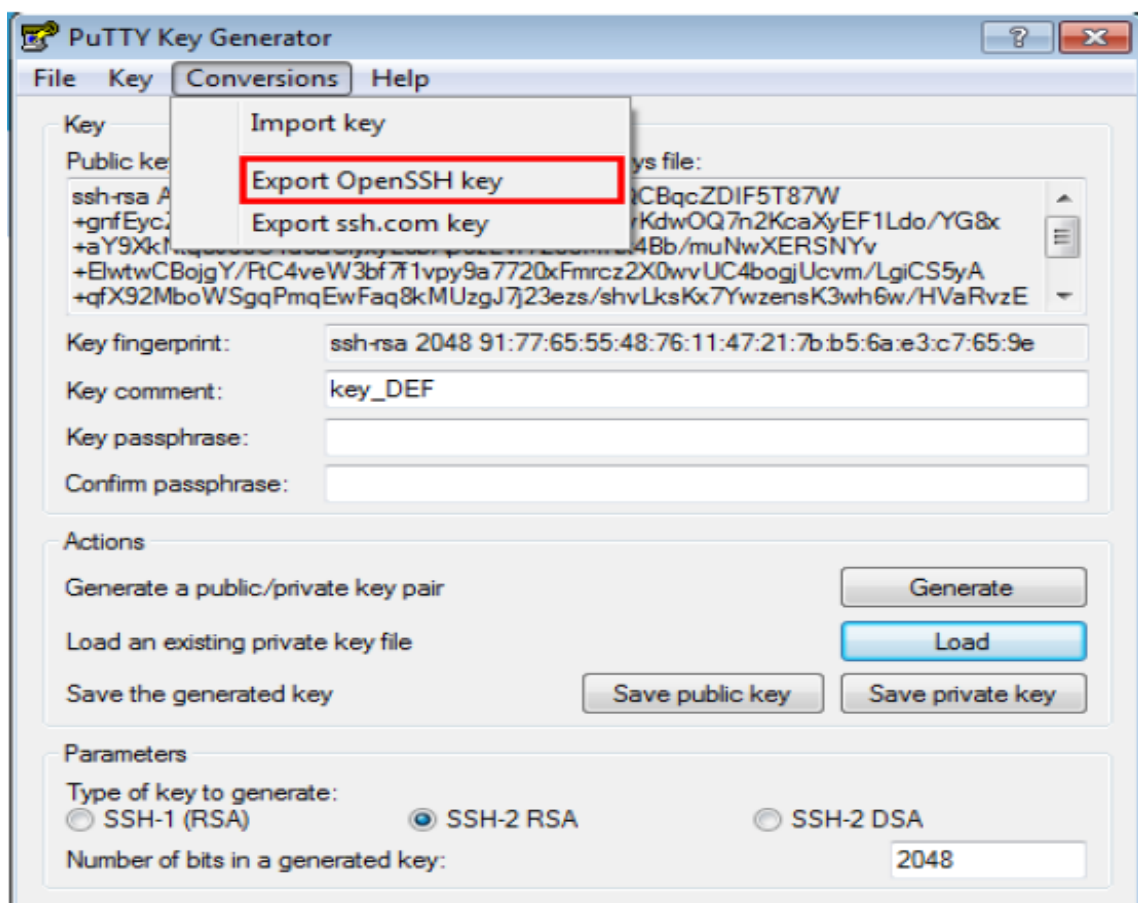 PuTTY Key Generator
File Key Conversions Help
Import key
Export OpenSSH key
Export ssh.com key
Key
Public key ys file:
ssh-rsa A CBqcZDIF5T87W
+gnfEycZ KdwOQ7n2KcaXyEF1Ldo/YG8x
+aY9XkN 4Bb/muNwXERSNYv
+ElwtwCBojgY/FtC4veW3bf7f1vpy9a7720xFmrcz2X0wvUC4bogjUcvm/LgiCS5yA
+qfX92MboWSgqPmqEwFaq8kMUzgJ7j23ezs/shvLksKx7YwzensK3wh6w/HVaRvzE
Key fingerprint: ssh-rsa 2048 91:77:65:55:48:76:11:47:21:7b:b5:6a:e3:c7:65:9e
Key comment: key_DEF
Key passphrase:
Confirm passphrase:
Actions
Generate a public/private key pair Generate
Load an existing private key file Load
Save the generated key Save public key Save private key
Parameters
Type of key to generate:
SSH-1 (RSA) SSH-2 RSA SSH-2 DSA
Number of bits in a generated key: 2048